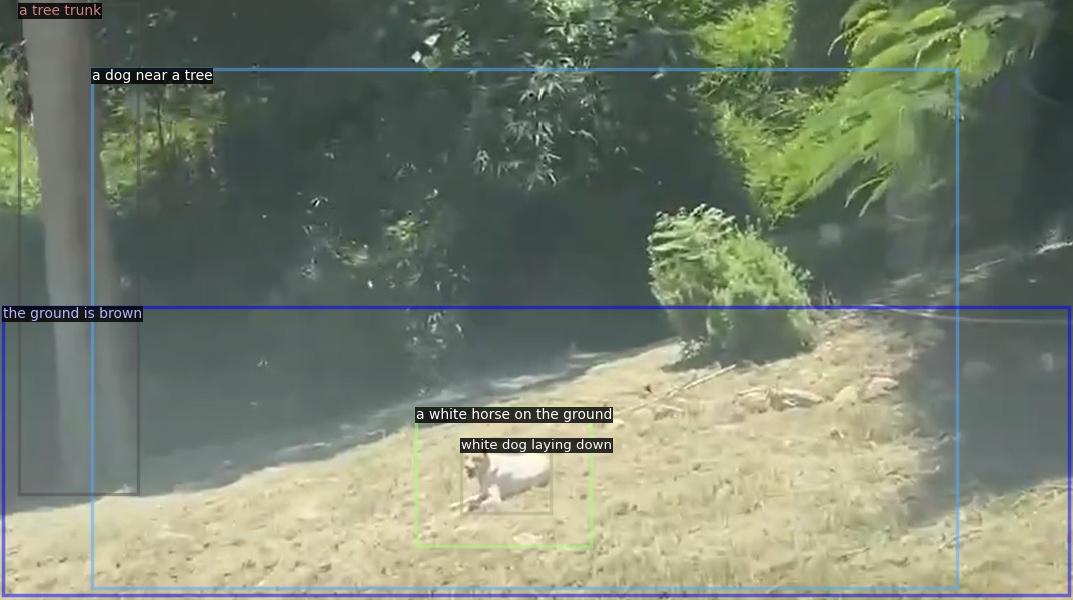 a tree trunk
a dog near a tree
the ground is brown
a white horse on the ground
white dog laying down